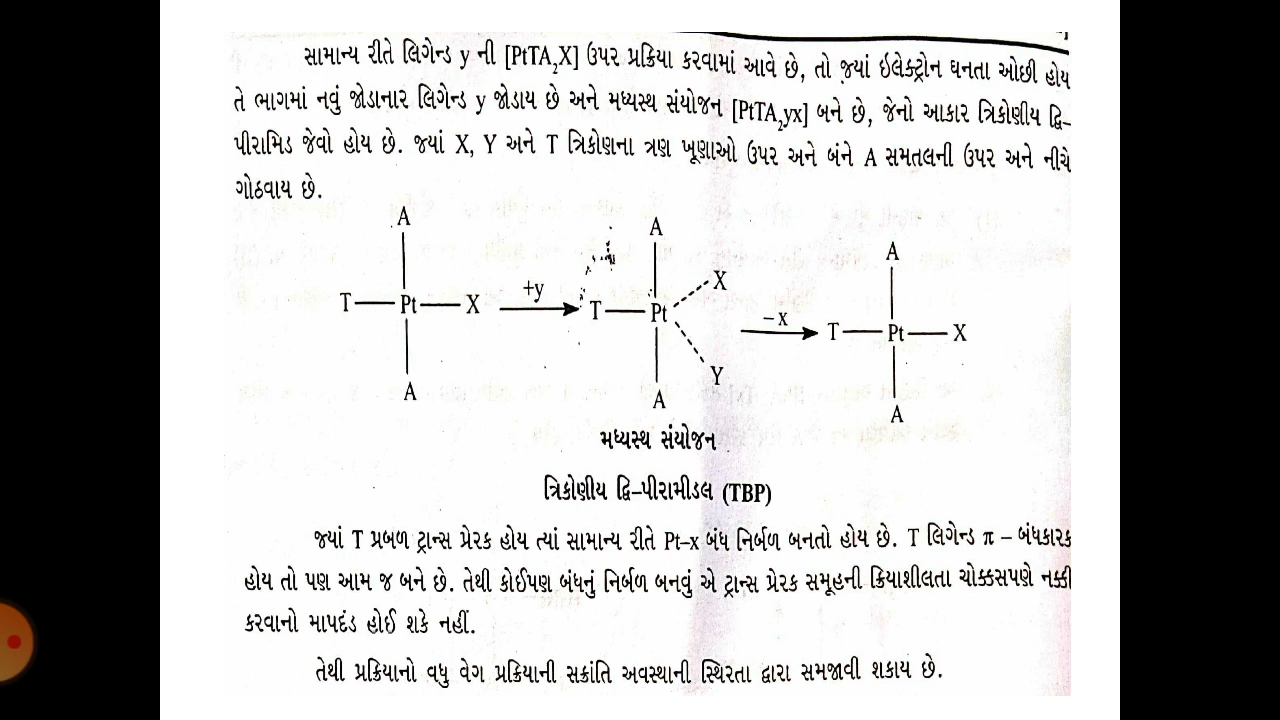 સામાન્ય રીતે લિગેન્ડ y ની [PtTA₂X] ઉપર પ્રક્રિયા કરવામાં આવે છે, તો જ્યાં ઇલેક્ટ્રોન ઘનતા ઓછી હોય
તે ભાગમાં નવું જોડાનાર લિગેન્ડ y જોડાય છે અને મધ્યસ્થ સંયોજન [PtTA₂yx] બને છે, જેનો આકાર ત્રિકોણીય દ્વિ–
પીરામિડ જેવો હોય છે. જ્યાં X, Y અને T ત્રિકોણના ત્રણ ખૂણાઓ ઉપર અને બંને A સમતલની ઉપર અને નીચે
ગોઠવાય છે.
A A A
T Pt X +y T Pt X Y –x T Pt X
A A A
મધ્યસ્થ સંયોજન
ત્રિકોણીય દ્વિ–પીરામીડલ (TBP)
જ્યાં T પ્રબળ ટ્રાન્સ પ્રેરક હોય ત્યાં સામાન્ય રીતે Pt–x બંધ નિર્બળ બનતો હોય છે. T લિગેન્ડ π – બંધકારક
હોય તો પણ આમ જ બને છે. તેથી કોઈપણ બંધનું નિર્બળ બનવું એ ટ્રાન્સ પ્રેરક સમૂહની ક્રિયાશીલતા ચોક્કસપણે નક્કી
કરવાનો માપદંડ હોઈ શકે નહીં.
તેથી પ્રક્રિયાનો વધુ વેગ પ્રક્રિયાની સક્રાંતિ અવસ્થાની સ્થિરતા દ્વારા સમજાવી શકાય છે.